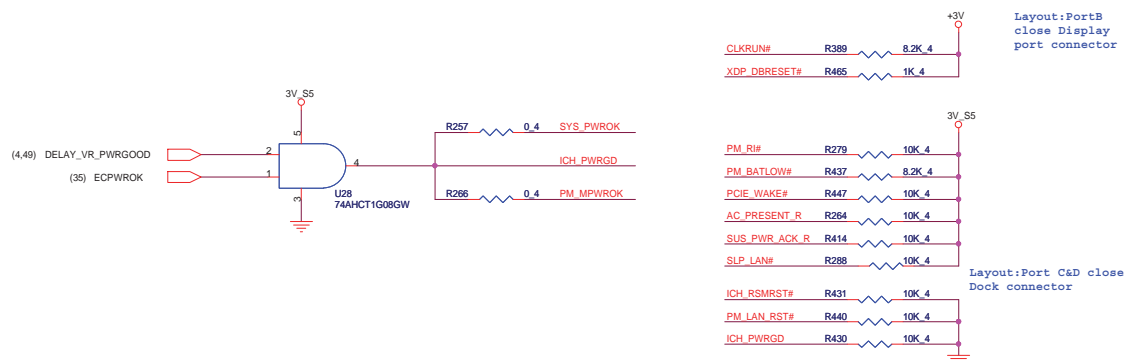 +3V
Layout:PortB
close Display
port connector
CLKRUN# R389 8.2K_4
XDP_DBRESET# R465 1K_4
3V_S5
5
(4,49) DELAY_VR_PWRGOOD 2
(35) ECPWROK 1
4
3
U28
74AHCT1G08GW
R257 0_4 SYS_PWROK
ICH_PWRGD
R266 0_4 PM_MPWROK
3V_S5
PM_RI# R279 10K_4
PM_BATLOW# R437 8.2K_4
PCIE_WAKE# R447 10K_4
AC_PRESENT_R R264 10K_4
SUS_PWR_ACK_R R414 10K_4
SLP_LAN# R288 10K_4
Layout:Port C&D close
Dock connector
ICH_RSMRST# R431 10K_4
PM_LAN_RST# R440 10K_4
ICH_PWRGD R430 10K_4